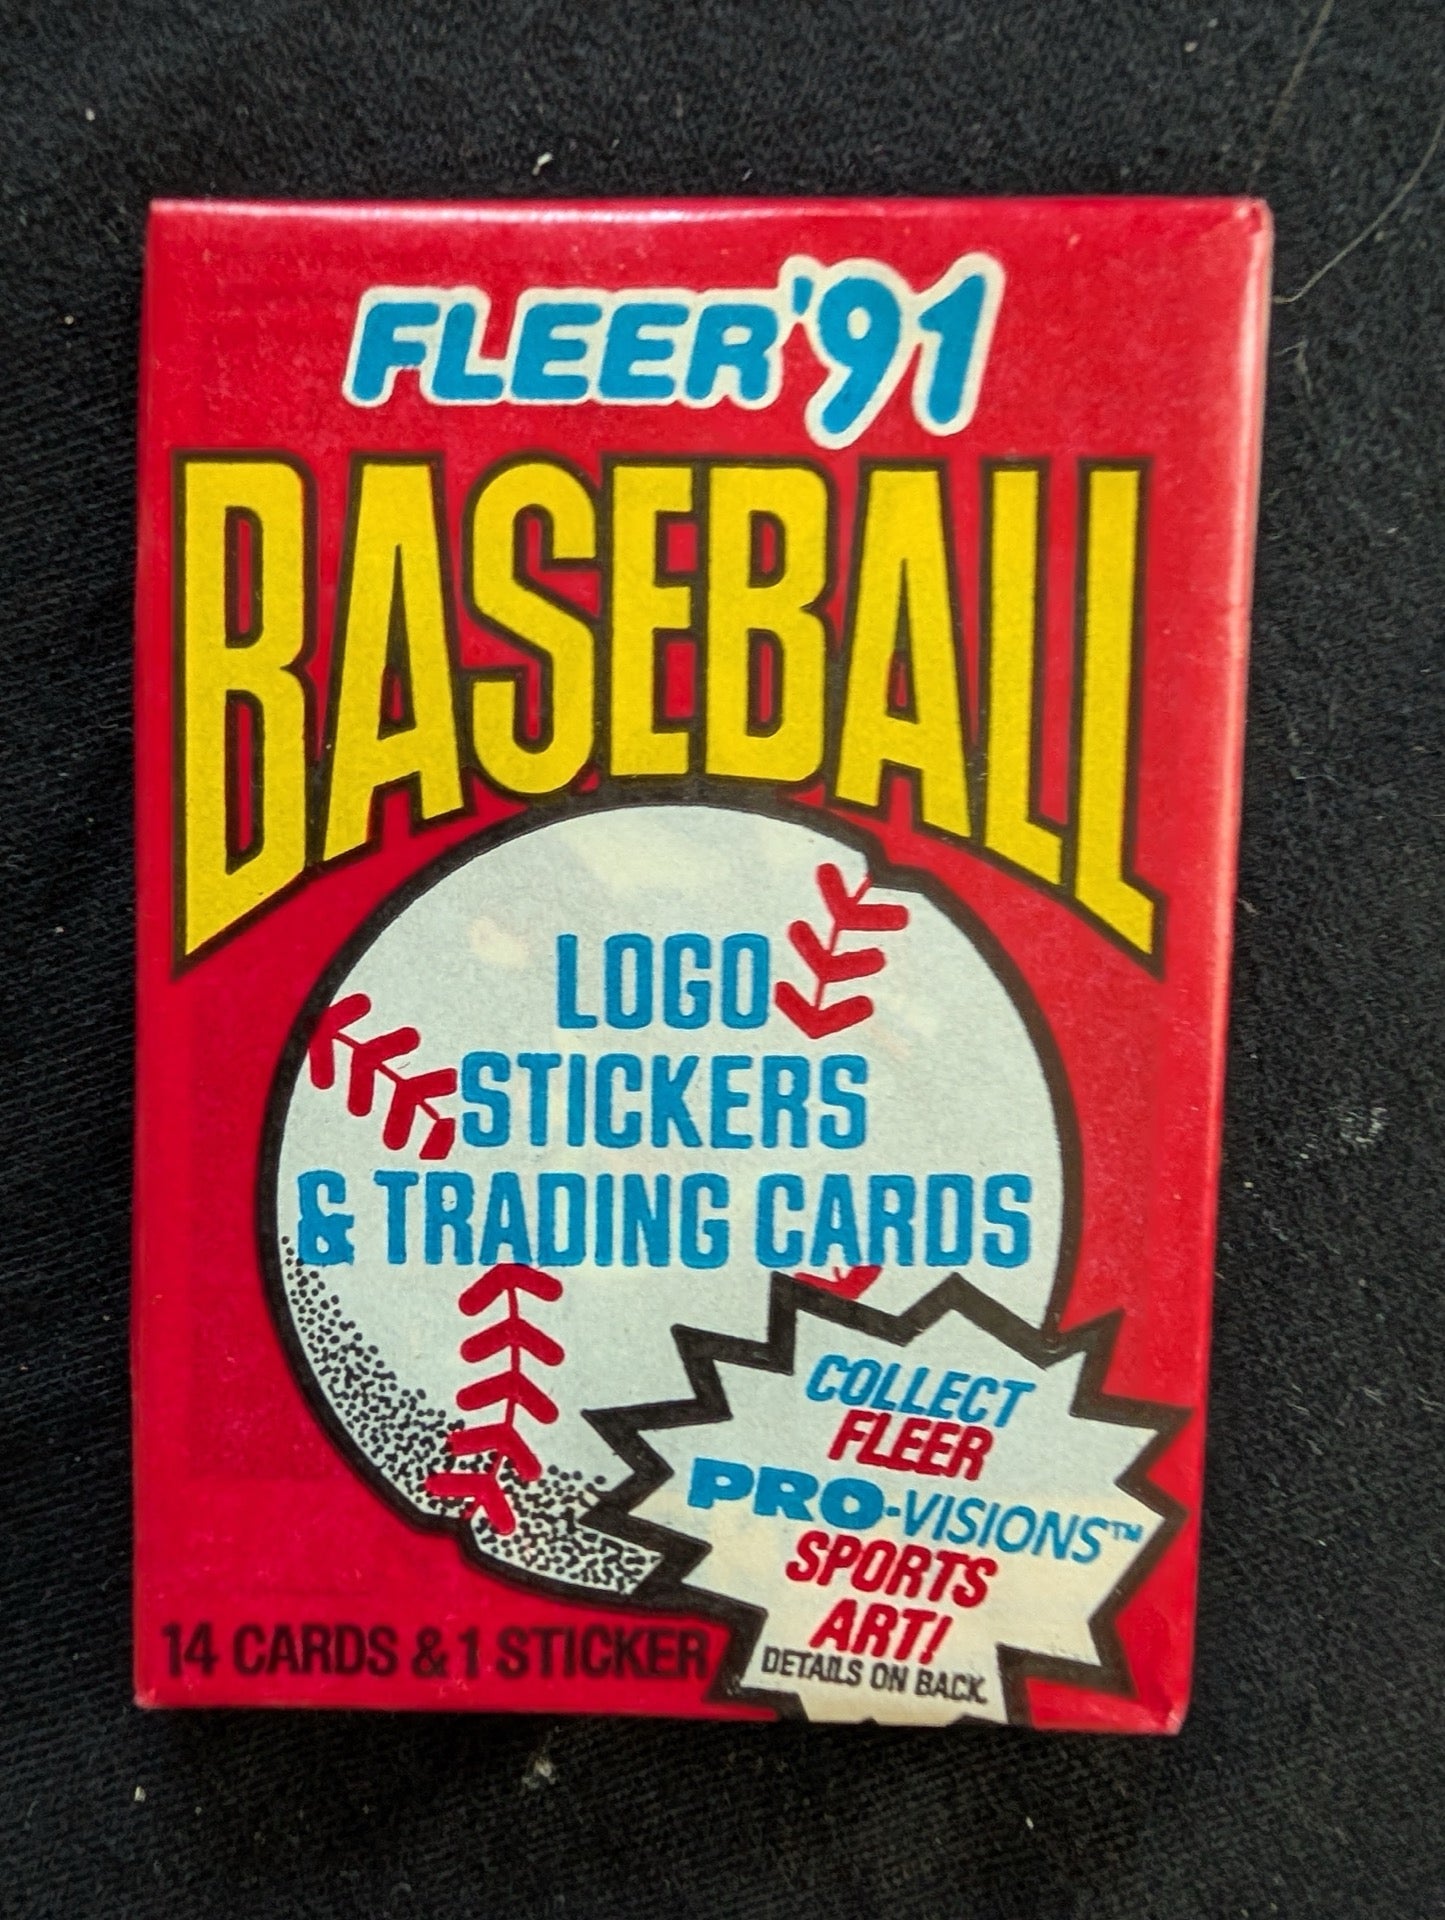 FLEER '91
BASEBALL
LOGO
STICKERS
& TRADING CARDS
COLLECT
FLEER
PRO-VISIONS™
SPORTS
ART!
DETAILS ON BACK
14 CARDS & 1 STICKER